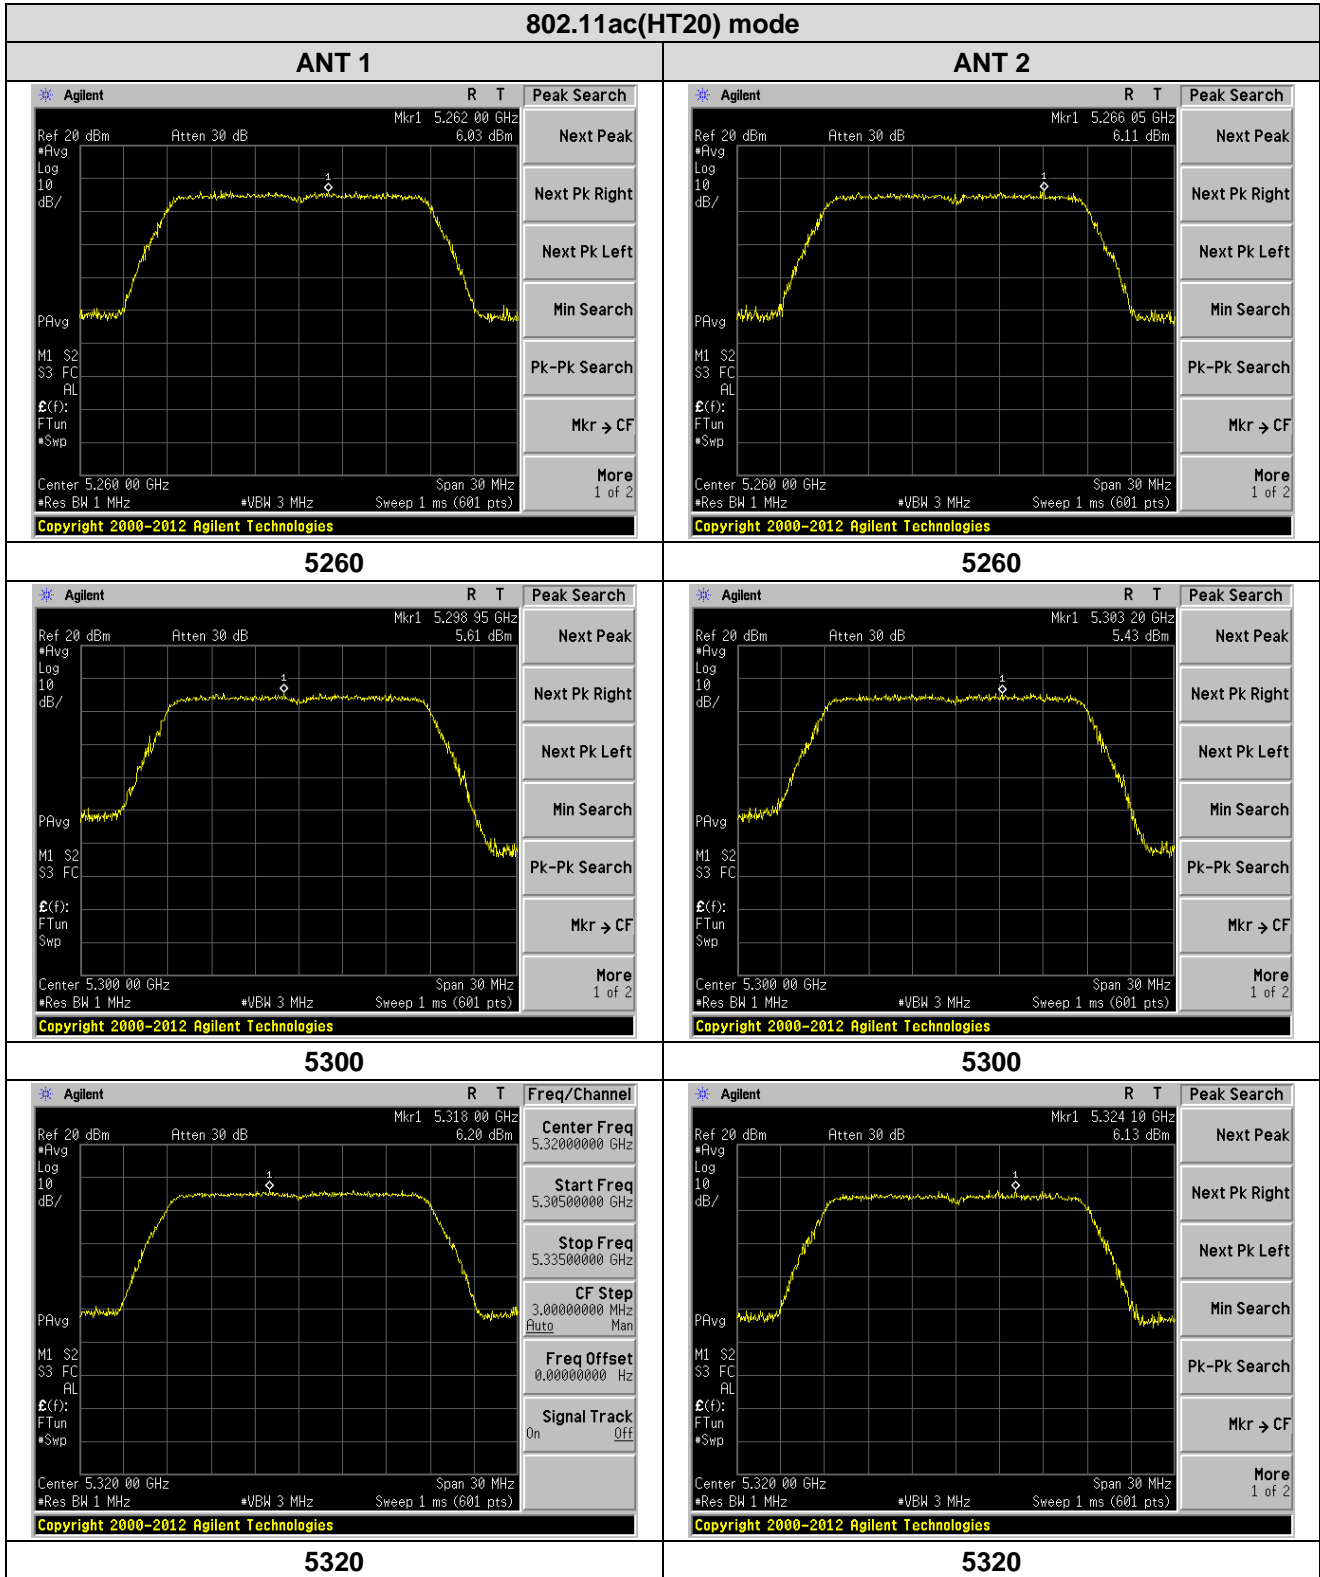 802.11ac(HT20) mode
ANT 1
ANT 2
Agilent R T Peak Search
Mkr1 5.262 00 GHz
Ref 20 dBm Atten 30 dB 6.03 dBm
#Avg
Log
10
dB/
1
PAvg
M1 S2
S3 FC
AL
£(f):
FTun
#Swp
Center 5.260 00 GHz Span 30 MHz
#Res BW 1 MHz #VBW 3 MHz Sweep 1 ms (601 pts)
Copyright 2000-2012 Agilent Technologies
Next Peak
Next Pk Right
Next Pk Left
Min Search
Pk-Pk Search
Mkr → CF
More
1 of 2
Agilent R T Peak Search
Mkr1 5.266 05 GHz
Ref 20 dBm Atten 30 dB 6.11 dBm
#Avg
Log
10
dB/
1
PAvg
M1 S2
S3 FC
AL
£(f):
FTun
#Swp
Center 5.260 00 GHz Span 30 MHz
#Res BW 1 MHz #VBW 3 MHz Sweep 1 ms (601 pts)
Copyright 2000-2012 Agilent Technologies
Next Peak
Next Pk Right
Next Pk Left
Min Search
Pk-Pk Search
Mkr → CF
More
1 of 2
5260
5260
Agilent R T Peak Search
Mkr1 5.298 95 GHz
Ref 20 dBm Atten 30 dB 5.61 dBm
#Avg
Log
10
dB/
1
PAvg
M1 S2
S3 FC
£(f):
FTun
Swp
Center 5.300 00 GHz Span 30 MHz
#Res BW 1 MHz #VBW 3 MHz Sweep 1 ms (601 pts)
Copyright 2000-2012 Agilent Technologies
Next Peak
Next Pk Right
Next Pk Left
Min Search
Pk-Pk Search
Mkr → CF
More
1 of 2
Agilent R T Peak Search
Mkr1 5.303 20 GHz
Ref 20 dBm Atten 30 dB 5.43 dBm
#Avg
Log
10
dB/
1
PAvg
M1 S2
S3 FC
£(f):
FTun
Swp
Center 5.300 00 GHz Span 30 MHz
#Res BW 1 MHz #VBW 3 MHz Sweep 1 ms (601 pts)
Copyright 2000-2012 Agilent Technologies
Next Peak
Next Pk Right
Next Pk Left
Min Search
Pk-Pk Search
Mkr → CF
More
1 of 2
5300
5300
Agilent R T Freq/Channel
Mkr1 5.318 00 GHz
Ref 20 dBm Atten 30 dB 6.20 dBm
#Avg
Log
10
dB/
1
PAvg
M1 S2
S3 FC
AL
£(f):
FTun
#Swp
Center 5.320 00 GHz Span 30 MHz
#Res BW 1 MHz #VBW 3 MHz Sweep 1 ms (601 pts)
Copyright 2000-2012 Agilent Technologies
Center Freq
5.32000000 GHz
Start Freq
5.30500000 GHz
Stop Freq
5.33500000 GHz
CF Step
3.00000000 MHz
Auto Man
Freq Offset
0.00000000 Hz
Signal Track
On Off
Agilent R T Peak Search
Mkr1 5.324 10 GHz
Ref 20 dBm Atten 30 dB 6.13 dBm
#Avg
Log
10
dB/
1
PAvg
M1 S2
S3 FC
AL
£(f):
FTun
#Swp
Center 5.320 00 GHz Span 30 MHz
#Res BW 1 MHz #VBW 3 MHz Sweep 1 ms (601 pts)
Copyright 2000-2012 Agilent Technologies
Next Peak
Next Pk Right
Next Pk Left
Min Search
Pk-Pk Search
Mkr → CF
More
1 of 2
5320
5320